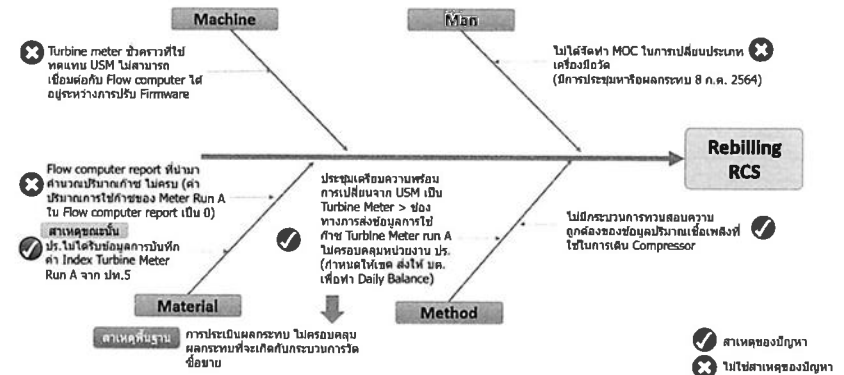 Machine
Man
Turbine meter ชั่วคราวที่ใช้
ทดแทน USM ไม่สามารถ
เชื่อมต่อกับ Flow computer ได้
อยู่ระหว่างการปรับ Firmware
ไม่ได้จัดทำ MOC ในการเปลี่ยนประเภท
เครื่องมือวัด
(มีการประชุมหารือผลกระทบ 8 ก.ค. 2564)
Rebilling
RCS
Flow computer report ที่นำมา
คำนวณปริมาณก๊าซ ไม่ครบ (ค่า
ปริมาณการใช้ก๊าซของ Meter Run A
ใน Flow computer report เป็น 0)
สาเหตุขณะนั้น
ปร.ไม่ได้รับข้อมูลการบันทึก
ค่า Index Turbine Meter
Run A จาก ปท.5
ประชุมเตรียมความพร้อม
การเปลี่ยนจาก USM เป็น
Turbine Meter > ช่อง
ทางการส่งข้อมูลการใช้
ก๊าซ Turbine Meter run A
ไม่ครอบคลุมหน่วยงาน ปร.
(กำหนดให้เขต ส่งให้ บค.
เพื่อทำ Daily Balance)
ไม่มีกระบวนการทวนสอบความ
ถูกต้องของข้อมูลปริมาณเชื้อเพลิงที่
ใช้ในการเดิน Compressor
Material
Method
สาเหตุพื้นฐาน
การประเมินผลกระทบ ไม่ครอบคลุม
ผลกระทบที่จะเกิดกับกระบวนการวัด
ซื้อขาย
สาเหตุของปัญหา
ไม่ใช่สาเหตุของปัญหา